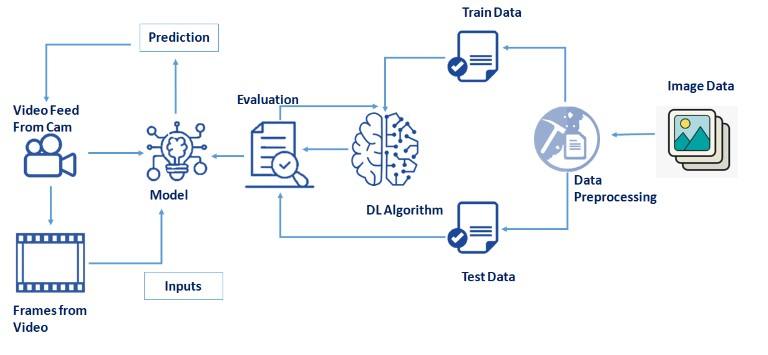 Train Data
Prediction
Image Data
Evaluation
Video Feed
From Cam
Model
DL Algorithm
Data
Preprocessing
Test Data
Inputs
Frames from
Video